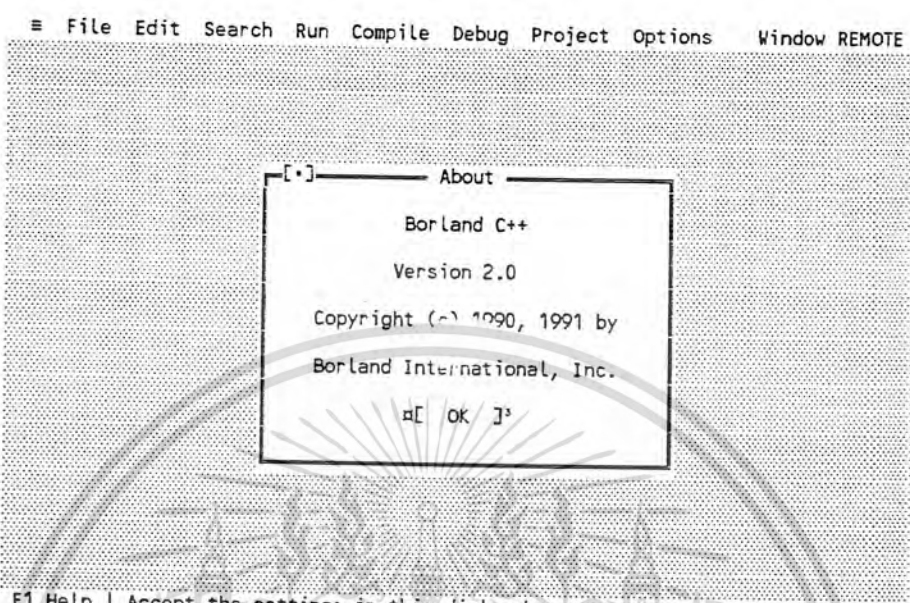 ≡ File Edit Search Run Compile Debug Project Options Window REMOTE
[·] About
Borland C++
Version 2.0
Copyright (c) 1990, 1991 by
Borland International, Inc.
¤[ OK ]³
F1 Help | Accept the settings in this